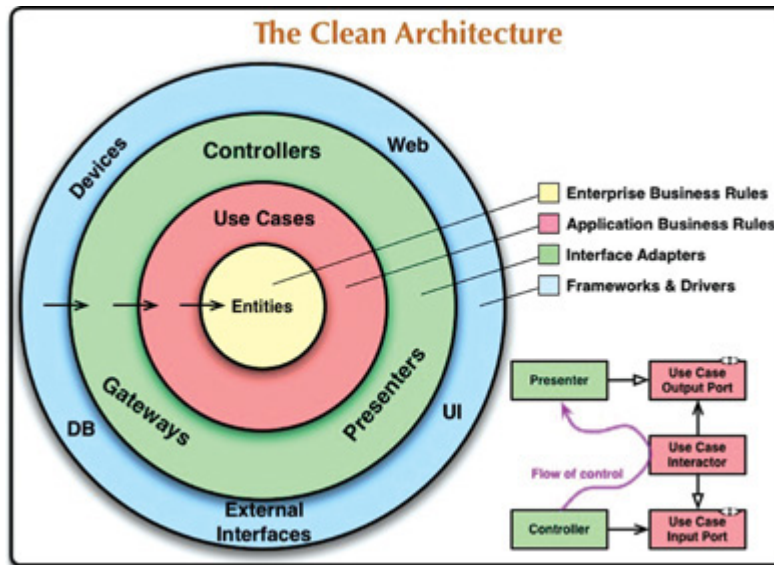 The Clean Architecture
Devices
Web
Controllers
Use Cases
Entities
Gateways
Presenters
DB
UI
External
Interfaces
Enterprise Business Rules
Application Business Rules
Interface Adapters
Frameworks & Drivers
Presenter
Use Case
Output Port
Flow of control
Use Case
Interactor
Controller
Use Case
Input Port